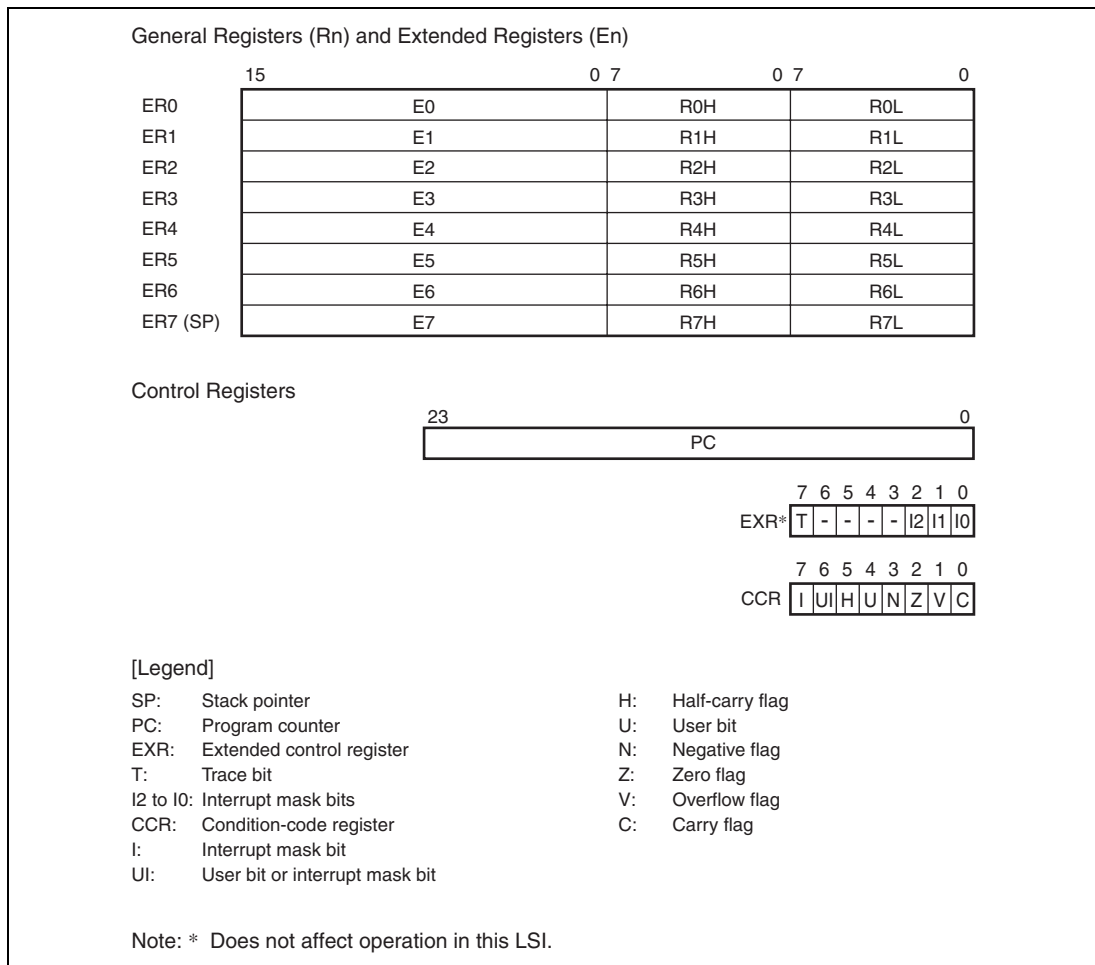 General Registers (Rn) and Extended Registers (En)
15 0 7 0 7 0
ER0 E0 R0H R0L
ER1 E1 R1H R1L
ER2 E2 R2H R2L
ER3 E3 R3H R3L
ER4 E4 R4H R4L
ER5 E5 R5H R5L
ER6 E6 R6H R6L
ER7 (SP) E7 R7H R7L
Control Registers
23 0
PC
7 6 5 4 3 2 1 0
EXR* T - - - - I2 I1 I0
7 6 5 4 3 2 1 0
CCR I UI H U N Z V C
[Legend]
SP: Stack pointer
PC: Program counter
EXR: Extended control register
T: Trace bit
I2 to I0: Interrupt mask bits
CCR: Condition-code register
I: Interrupt mask bit
UI: User bit or interrupt mask bit
H: Half-carry flag
U: User bit
N: Negative flag
Z: Zero flag
V: Overflow flag
C: Carry flag
Note: * Does not affect operation in this LSI.